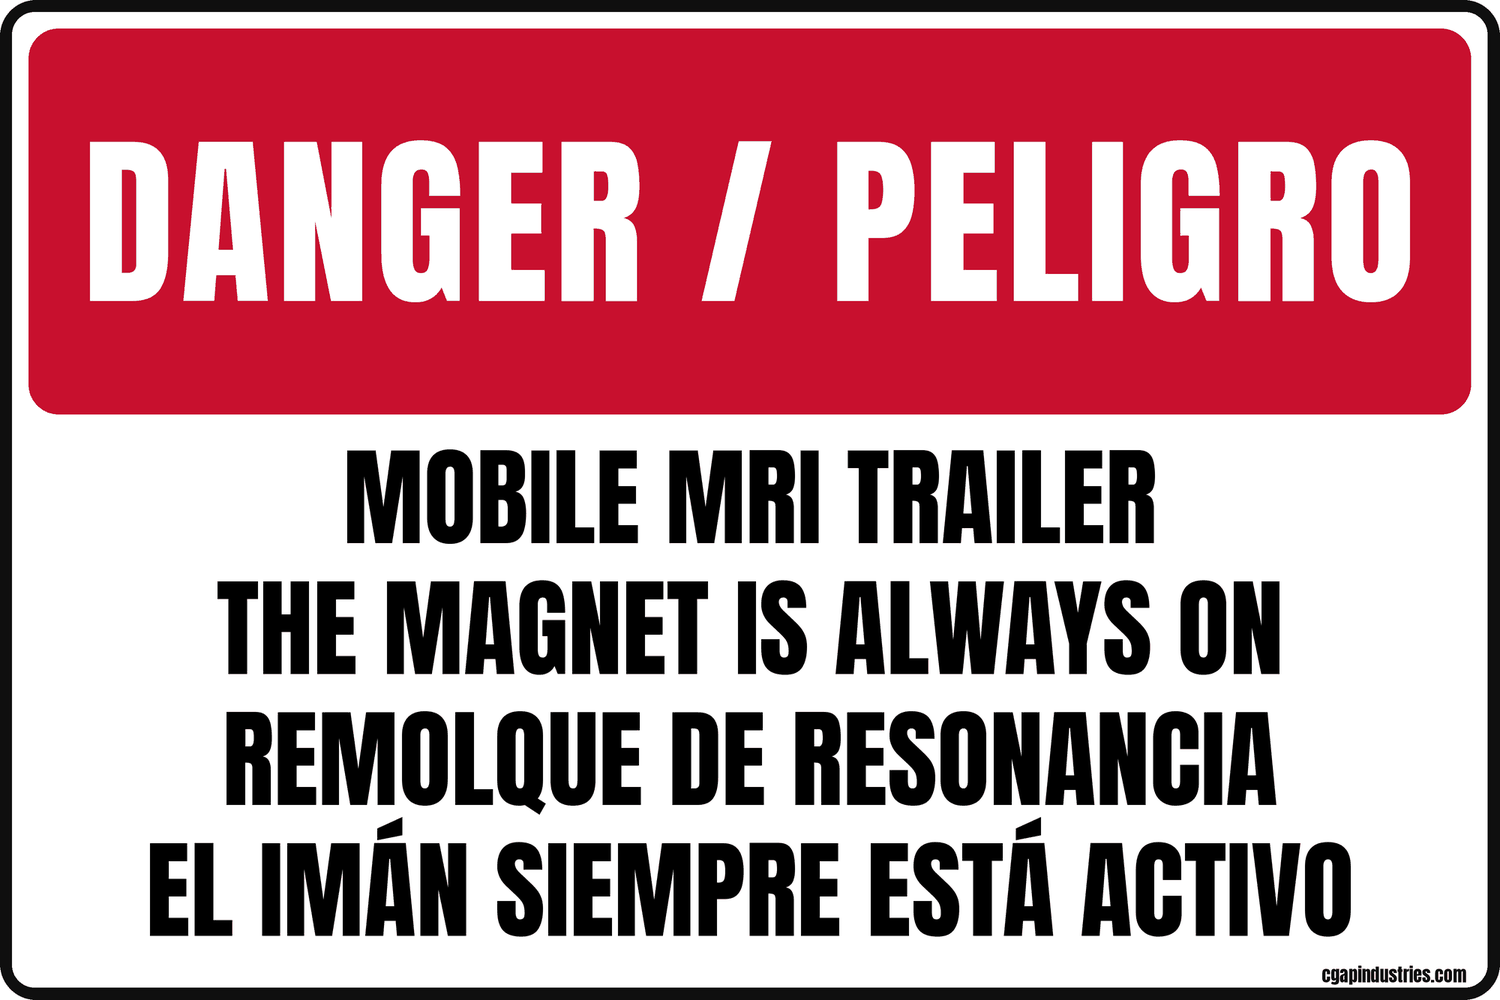 DANGER / PELIGRO
MOBILE MRI TRAILER
THE MAGNET IS ALWAYS ON
REMOLQUE DE RESONANCIA
EL IMÁN SIEMPRE ESTÁ ACTIVO
cgapindustries.com